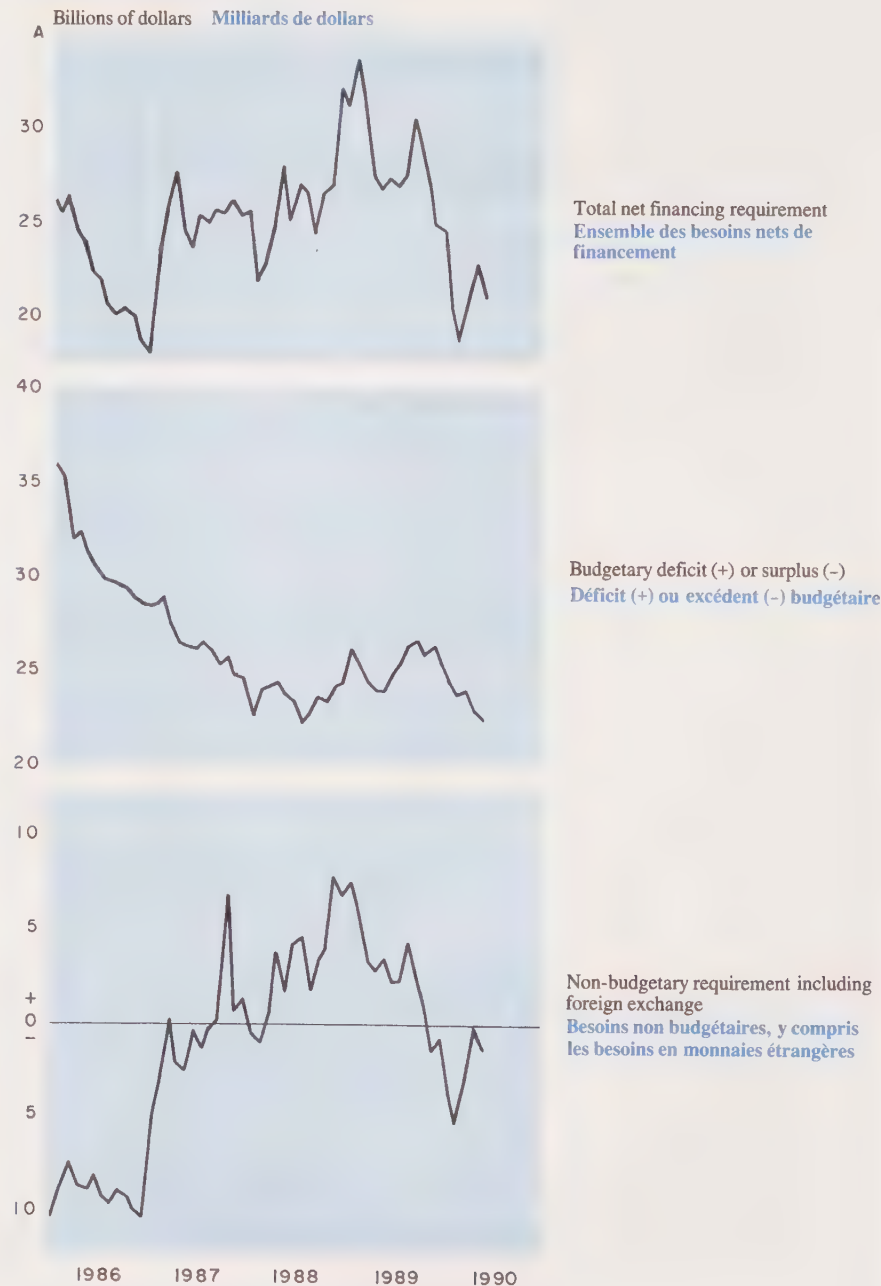 Billions of dollars Milliards de dollars
A
30
25
20
Total net financing requirement
Ensemble des besoins nets de
financement
40
35
30
25
20
Budgetary deficit (+) or surplus (-)
Déficit (+) ou excédent (-) budgétaire
10
5
+
0
−
5
10
Non-budgetary requirement including
foreign exchange
Besoins non budgétaires, y compris
les besoins en monnaies étrangères
1986 1987 1988 1989 1990